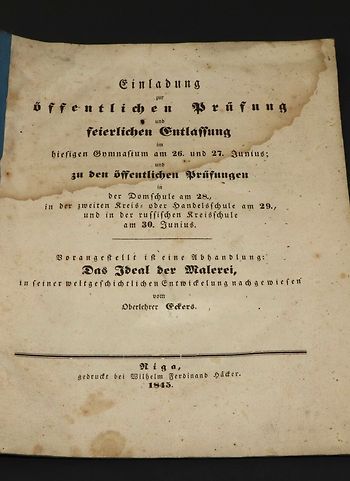 Einladung
zur
öffentlichen Prüfung
und
feierlichen Entlassung
im
hiesigen Gymnasium am 26. und 27. Junius;
und
zu den öffentlichen Prüfungen
in
der Domschule am 28.,
in der zweiten Kreis- oder Handelsschule am 29.,
und in der russischen Kreisschule
am 30. Junius.
Vorangestellt ist eine Abhandlung:
Das Ideal der Malerei,
in seiner weltgeschichtlichen Entwickelung nachgewiesen
vom
Oberlehrer Eckers.
Riga,
gedruckt bei Wilhelm Ferdinand Häcker.
1845.